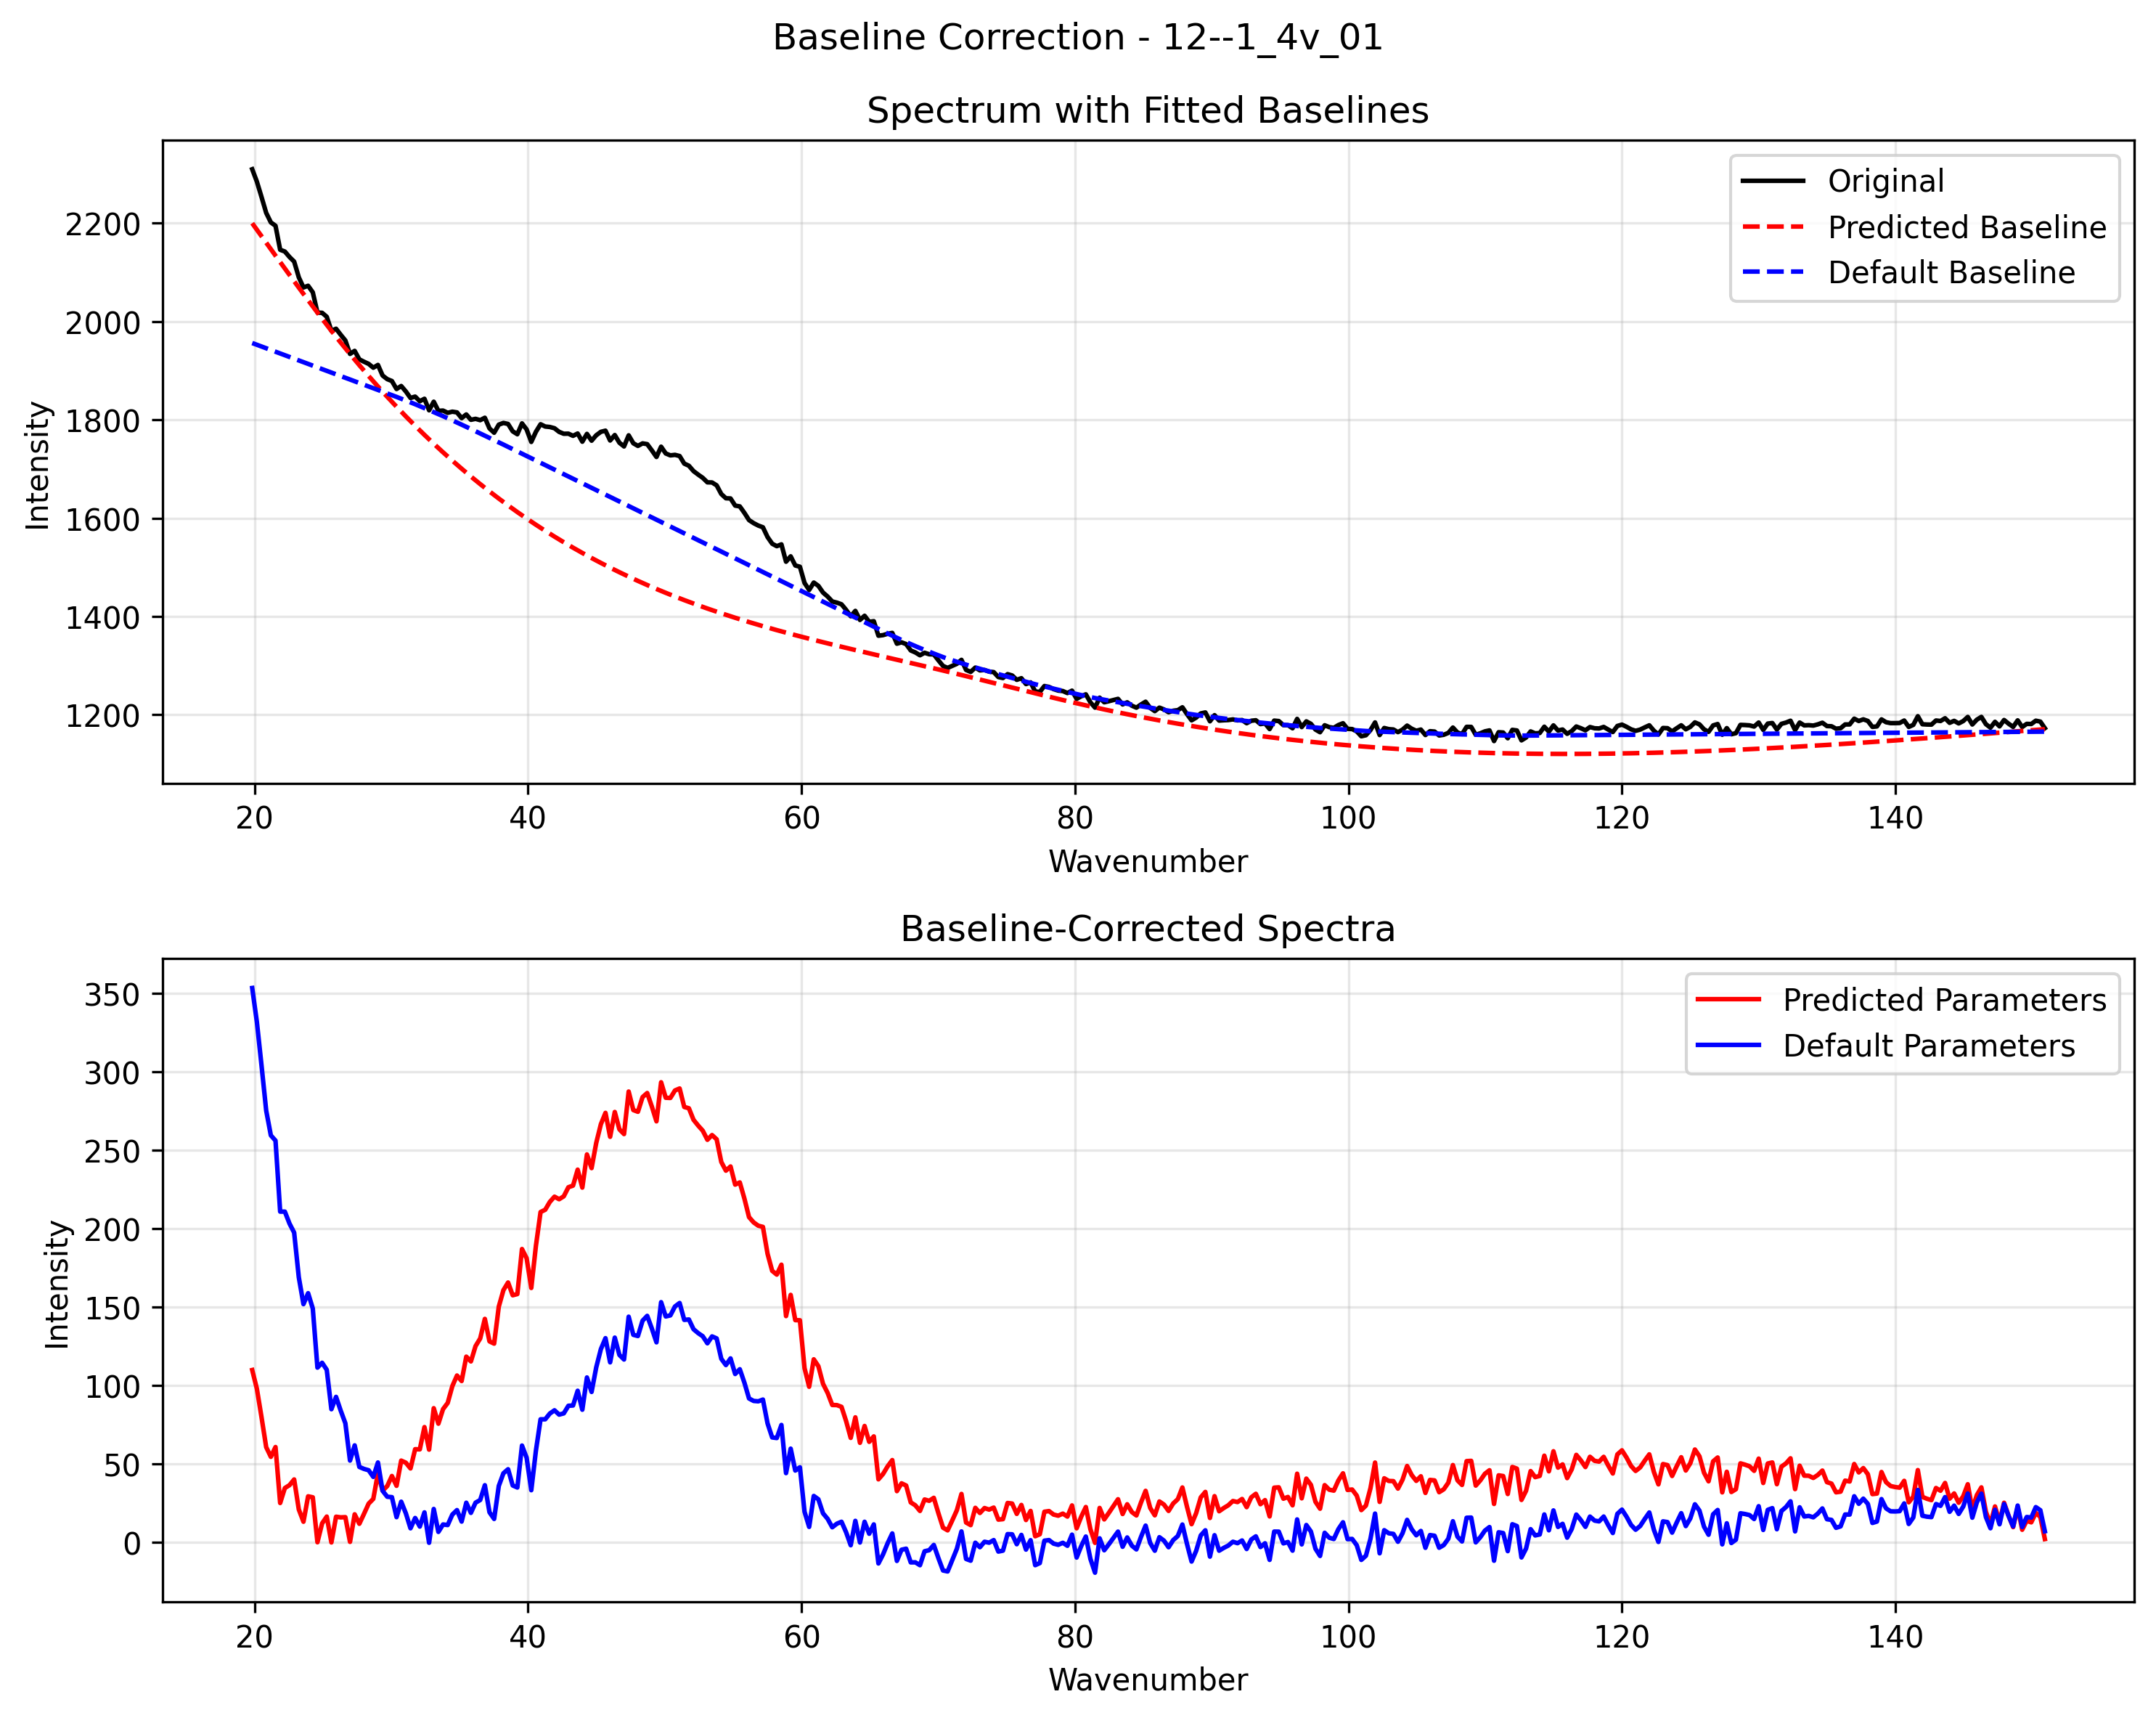 Baseline Correction - 12--1_4v_01
Spectrum with Fitted Baselines
Original
Predicted Baseline
Default Baseline
Intensity
2200
2000
1800
1600
1400
1200
20 40 60 80 100 120 140
Wavenumber
Baseline-Corrected Spectra
Predicted Parameters
Default Parameters
Intensity
350
300
250
200
150
100
50
0
20 40 60 80 100 120 140
Wavenumber